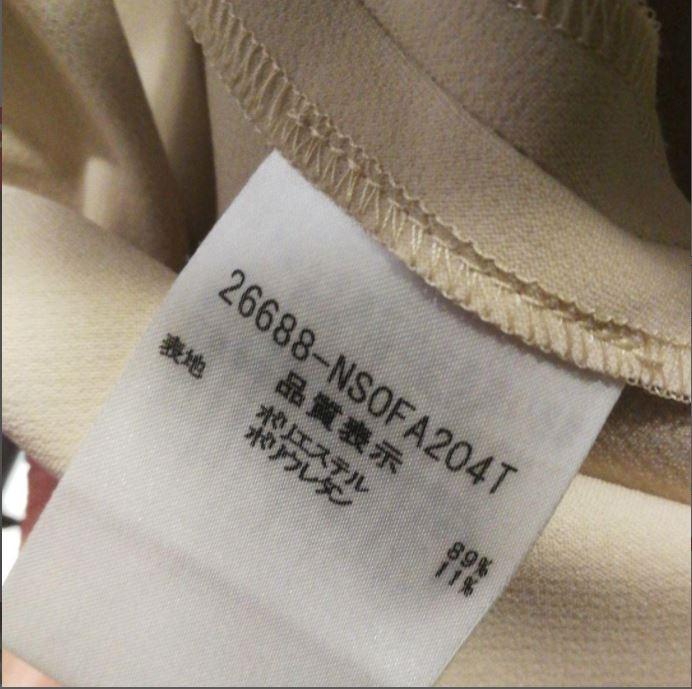 26688-NS0FA204T
品質表示
表地 ポリエステル 89%
ポリウレタン 11%